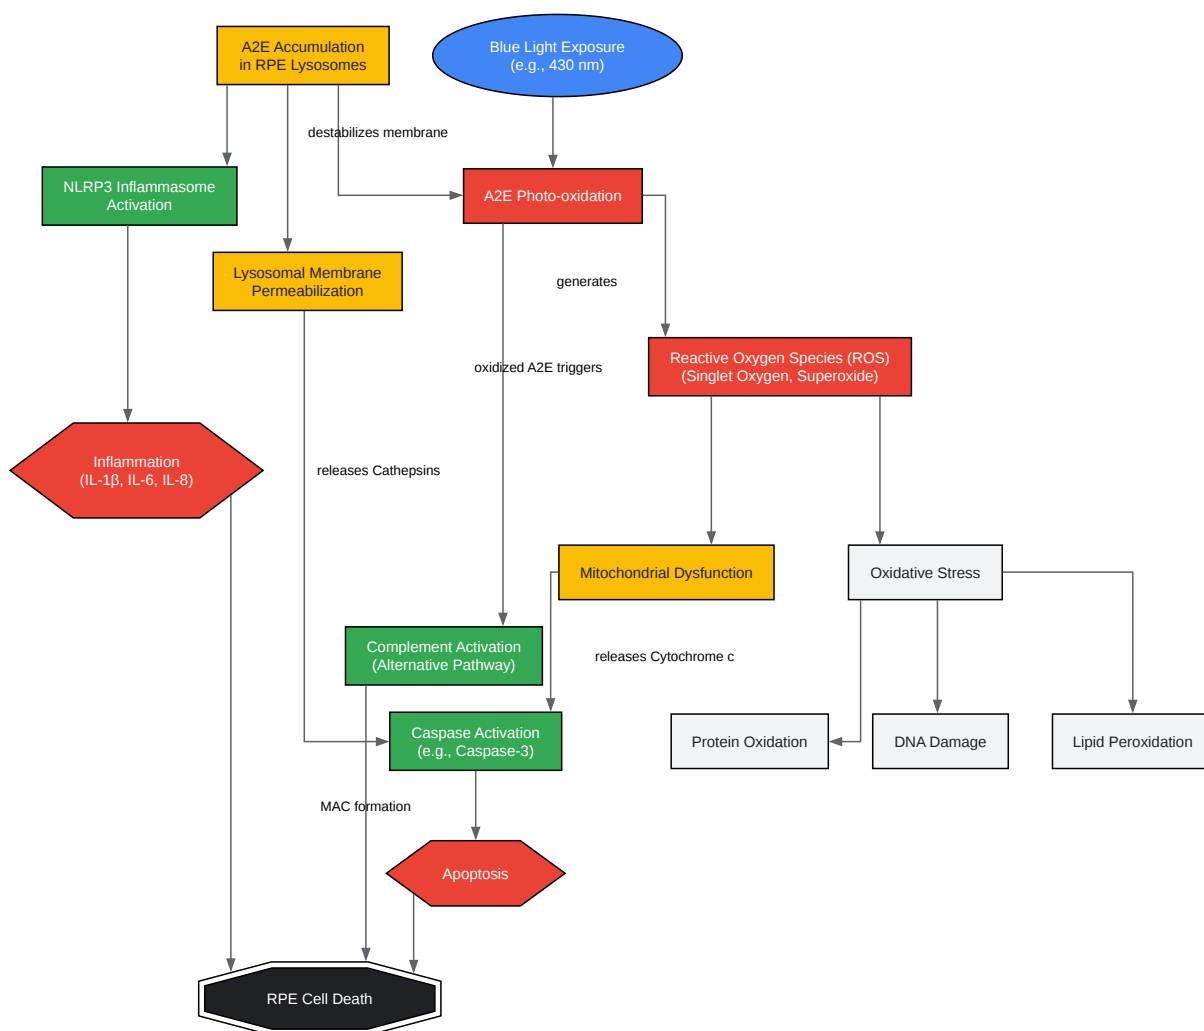 A2E Accumulation
in RPE Lysosomes
Blue Light Exposure
(e.g., 430 nm)
destabilizes membrane
NLRP3 Inflammasome
Activation
A2E Photo-oxidation
Lysosomal Membrane
Permeabilization
generates
Reactive Oxygen Species (ROS)
(Singlet Oxygen, Superoxide)
oxidized A2E triggers
Inflammation
(IL-1β, IL-6, IL-8)
releases Cathepsins
Mitochondrial Dysfunction
Oxidative Stress
Complement Activation
(Alternative Pathway)
releases Cytochrome c
Caspase Activation
(e.g., Caspase-3)
Protein Oxidation
DNA Damage
Lipid Peroxidation
MAC formation
Apoptosis
RPE Cell Death